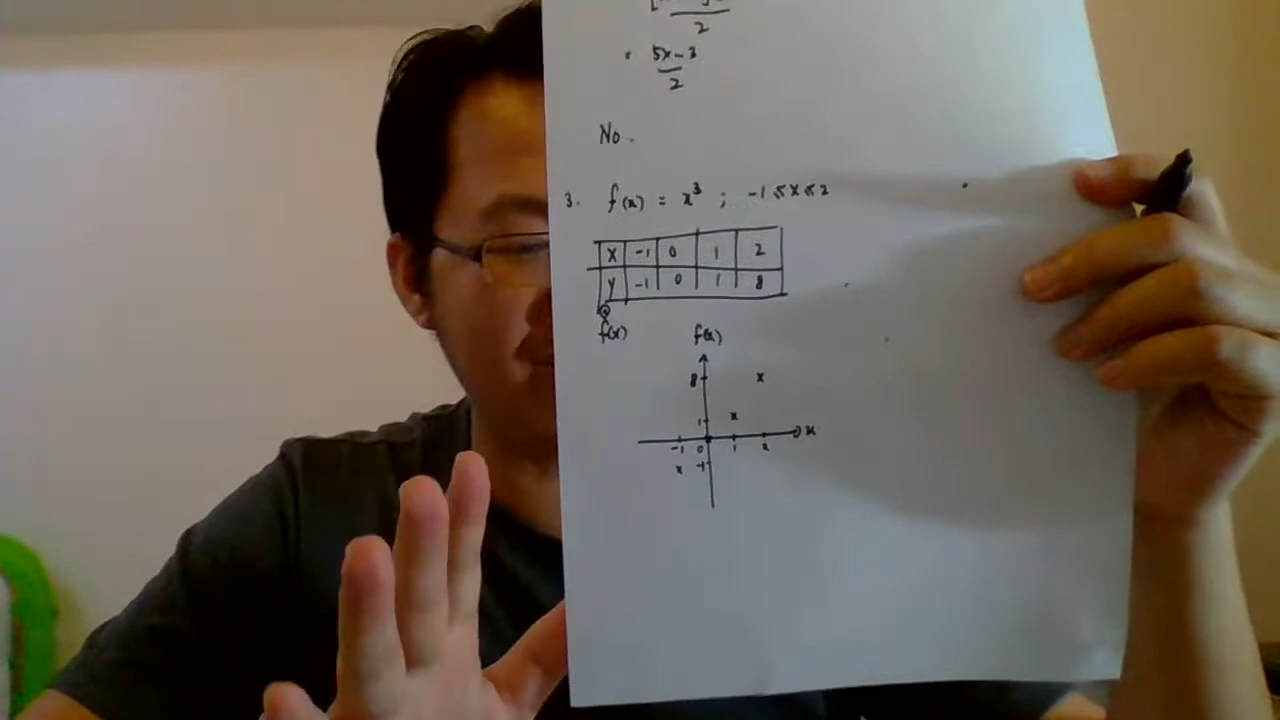 2
= 5x-3
2
No.
3. f(x) = x³ ; -1 ≤ x ≤ 2
x -1 0 1 2
y -1 0 1 8
f(x) f(x)
8 x
1 x
x
-1 0 1 2
x -1